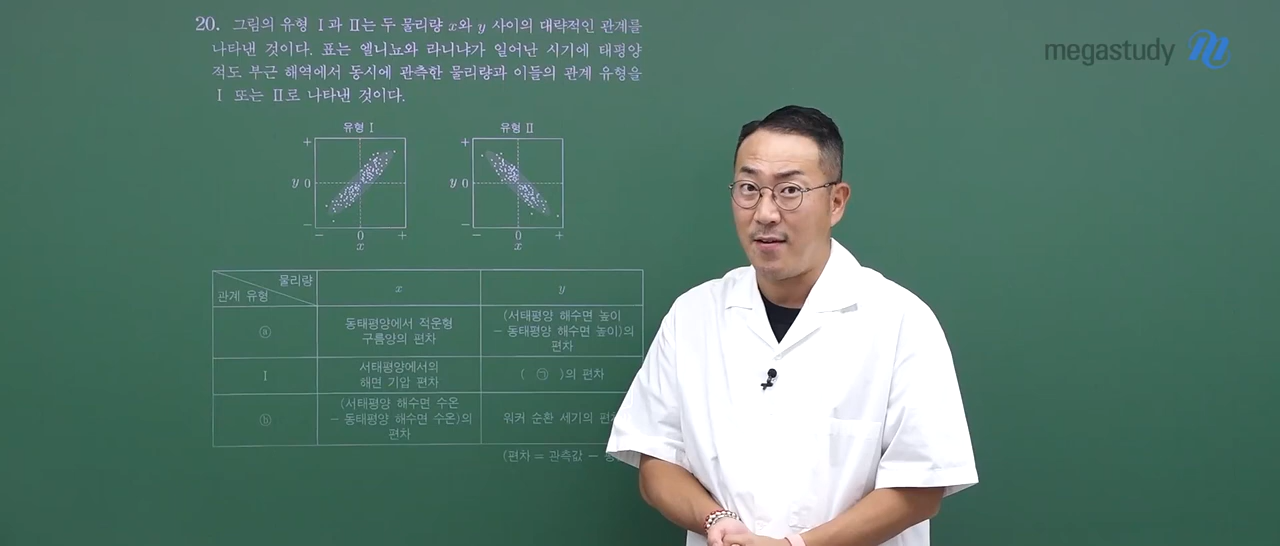 megastudy
20. 그림의 유형 Ⅰ과 Ⅱ는 두 물리량 x와 y 사이의 대략적인 관계를
나타낸 것이다. 표는 엘니뇨와 라니냐가 일어난 시기에 태평양
적도 부근 해역에서 동시에 관측한 물리량과 이들의 관계 유형을
Ⅰ 또는 Ⅱ로 나타낸 것이다.
유형 Ⅰ
+
y 0
−
− 0 +
x
유형 Ⅱ
+
y 0
−
− 0 +
x
물리량
관계 유형
x
y
ⓐ
동태평양에서 적운형
구름양의 편차
(서태평양 해수면 높이
− 동태평양 해수면 높이)의
편차
Ⅰ
서태평양에서의
해면 기압 편차
( ㉠ )의 편차
ⓑ
(서태평양 해수면 수온
− 동태평양 해수면 수온)의
편차
워커 순환 세기의
(편차 = 관측값 −